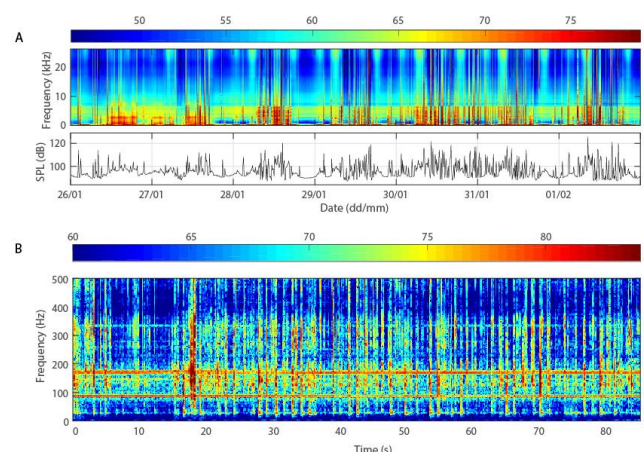 50 55 60 65 70 75
A
20
10
0
Frequency (kHz)
120
100
SPL (dB)
26/01 27/01 28/01 29/01 30/01 31/01 01/02
Date (dd/mm)
60 65 70 75 80
B
500
400
300
200
100
0
Frequency (Hz)
0 10 20 30 40 50 60 70 80
Time (s)